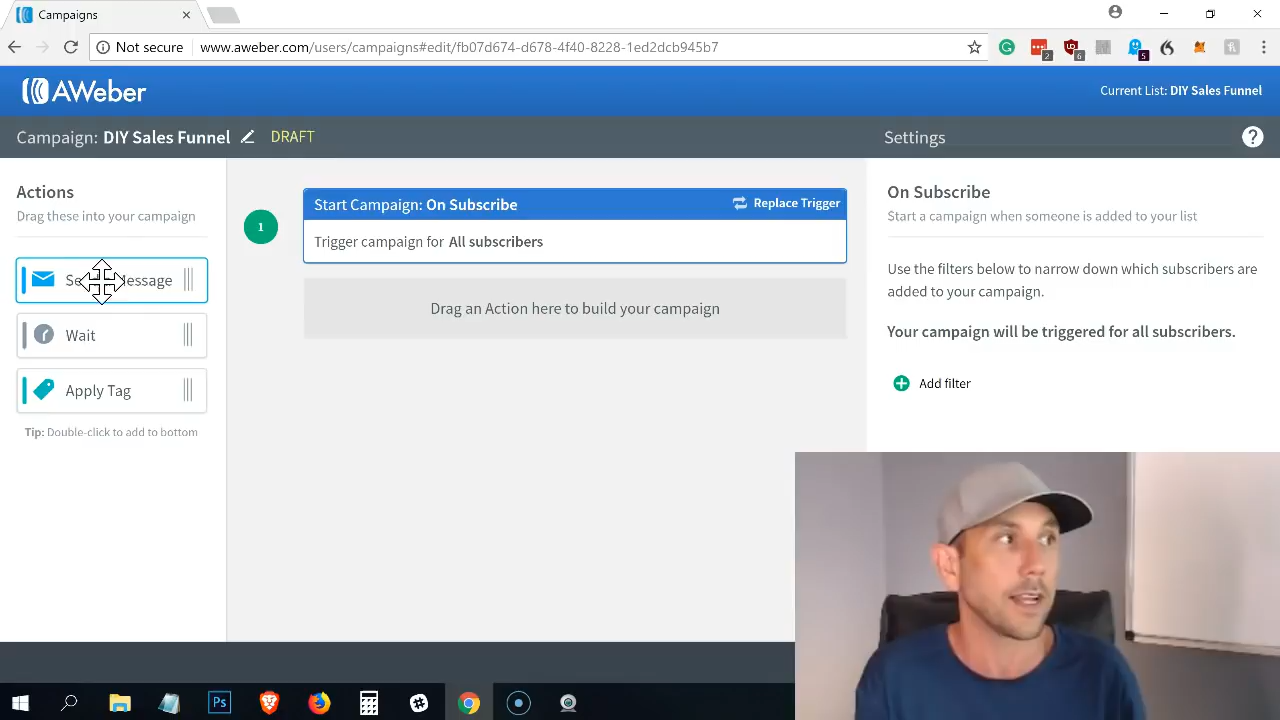 Campaigns
Not secure
www.aweber.com/users/campaigns#edit/fb07d674-d678-4f40-8228-1ed2dcb945b7
2
6
5
AWeber
Current List: DIY Sales Funnel
Campaign: DIY Sales Funnel
DRAFT
Settings
?
Actions
Drag these into your campaign
Message
Wait
Apply Tag
Tip: Double-click to add to bottom
1
Start Campaign: On Subscribe
Replace Trigger
Trigger campaign for All subscribers
Drag an Action here to build your campaign
On Subscribe
Start a campaign when someone is added to your list
Use the filters below to narrow down which subscribers are
added to your campaign.
Your campaign will be triggered for all subscribers.
Add filter
Ps